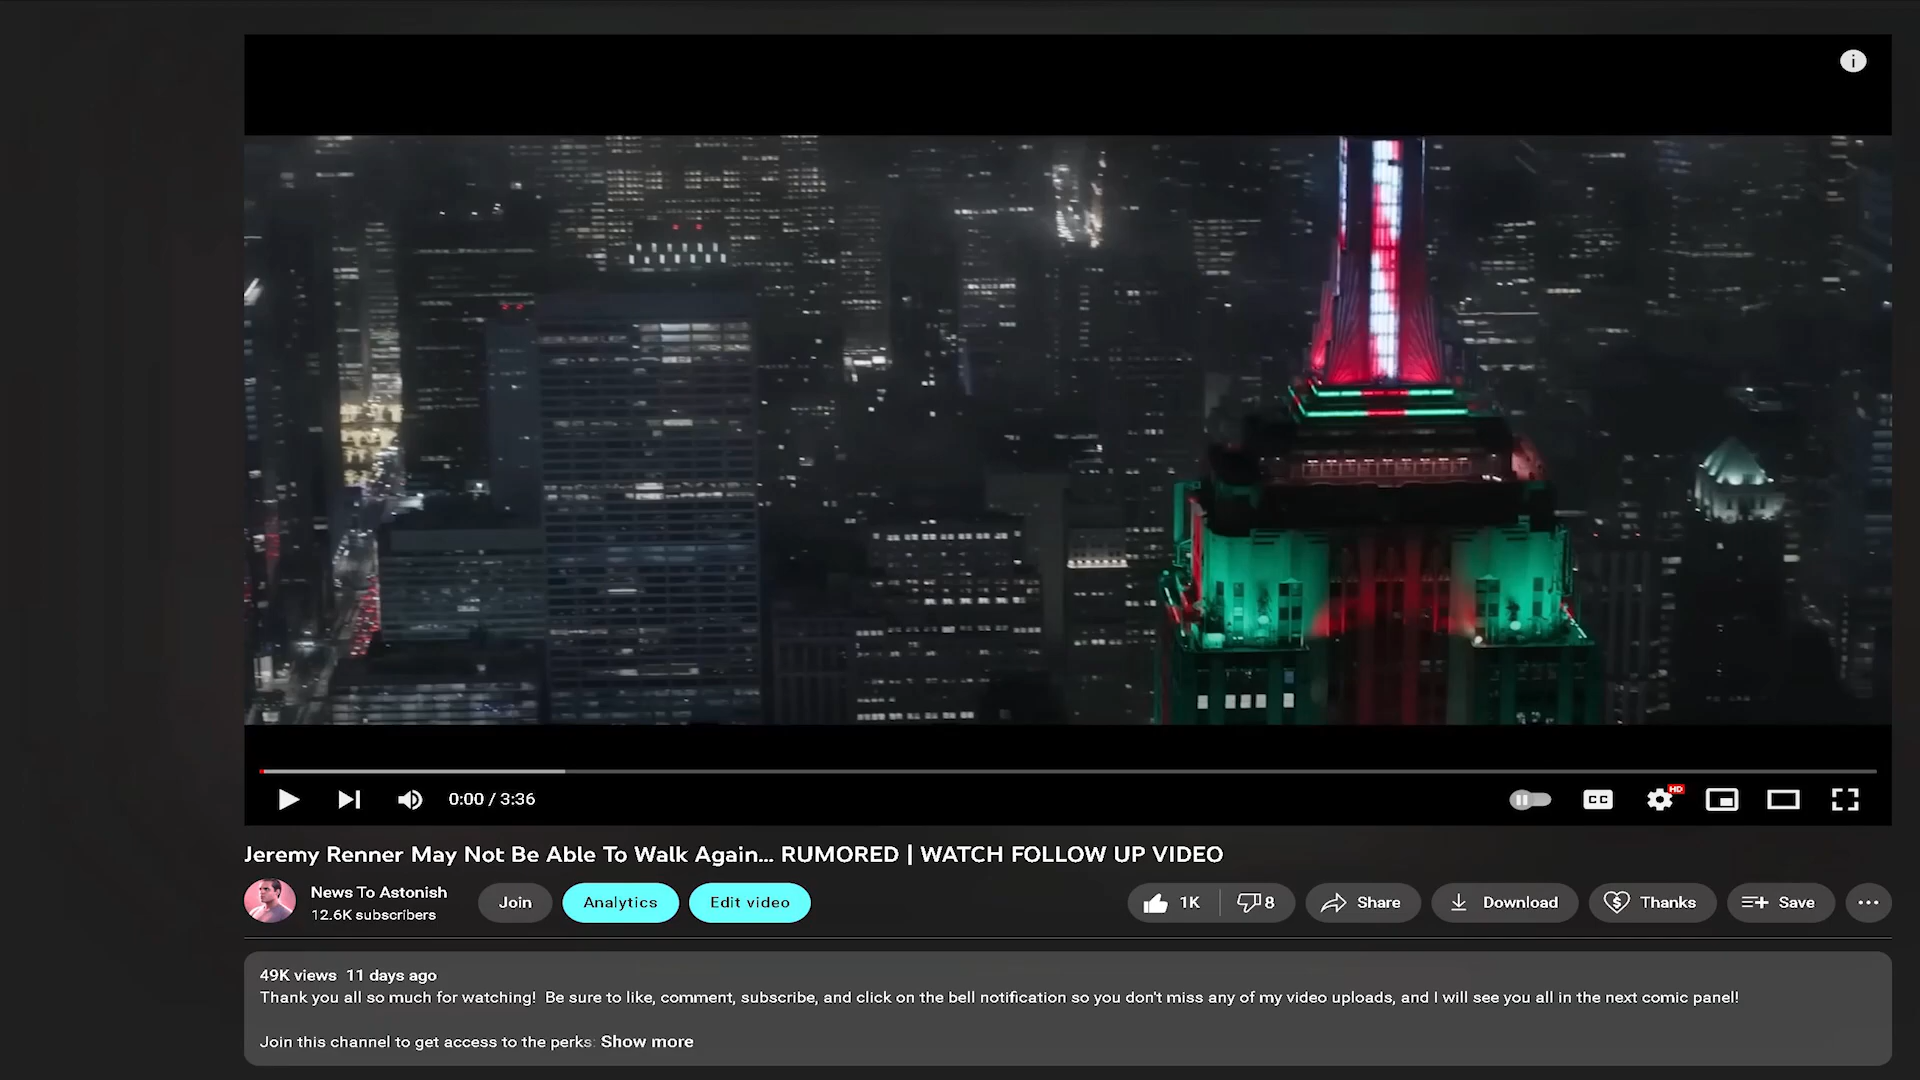 HD
0:00 / 3:36
CC
Jeremy Renner May Not Be Able To Walk Again... RUMORED | WATCH FOLLOW UP VIDEO
News To Astonish
12.6K subscribers
Join
Analytics
Edit video
1K
8
Share
Download
Thanks
Save
49K views 11 days ago
Thank you all so much for watching! Be sure to like, comment, subscribe, and click on the bell notification so you don't miss any of my video uploads, and I will see you all in the next comic panel!
Join this channel to get access to the perks: Show more